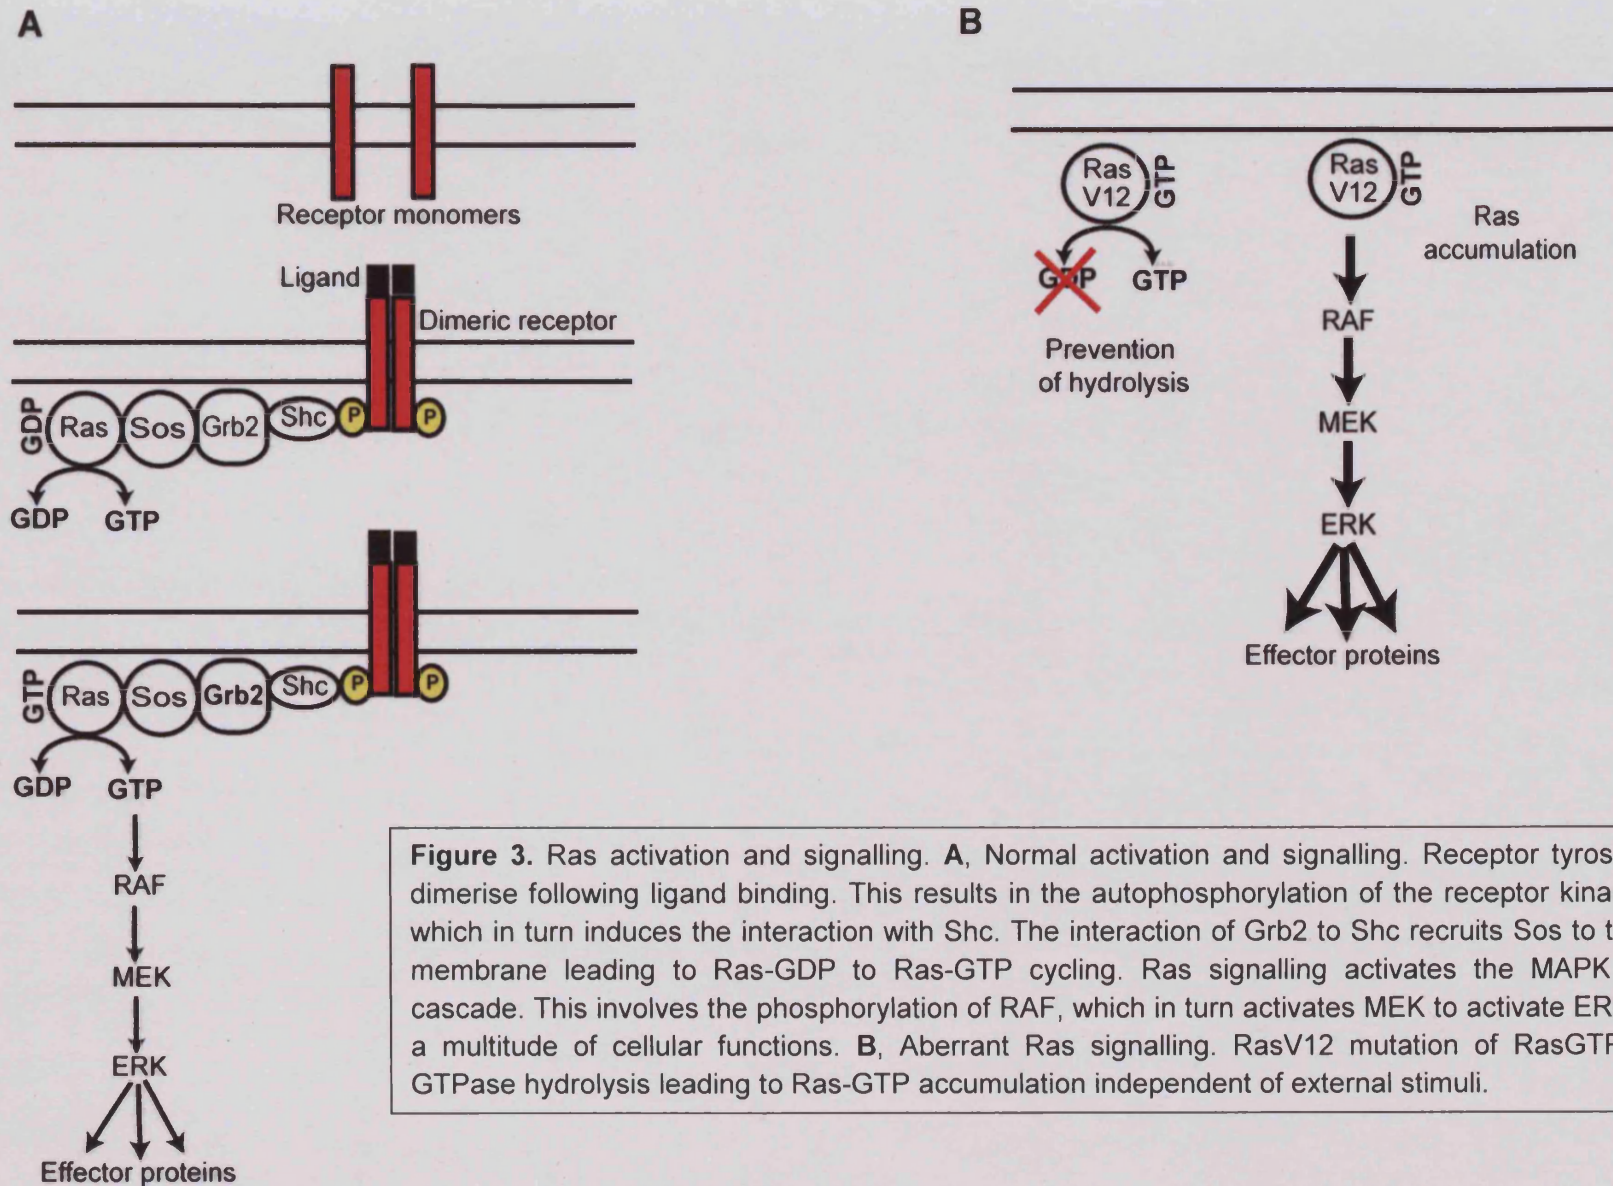 A
Receptor monomers
Ligand
Dimeric receptor
GDP
Ras
Sos
Grb2
Shc
P
P
GDP
GTP
GTP
Ras
Sos
Grb2
Shc
P
P
GDP
GTP
RAF
MEK
ERK
Effector proteins
B
Ras
V12
GTP
GDP
GTP
Prevention
of hydrolysis
Ras
V12
GTP
Ras
accumulation
RAF
MEK
ERK
Effector proteins
Figure 3. Ras activation and signalling. A, Normal activation and signalling. Receptor
dimerise following ligand binding. This results in the autophosphorylation of the receptor
which in turn induces the interaction with Shc. The interaction of Grb2 to Shc recruits Sos to
membrane leading to Ras-GDP to Ras-GTP cycling. Ras signalling activates the MAPK
cascade. This involves the phosphorylation of RAF, which in turn activates MEK to activate
a multitude of cellular functions. B, Aberrant Ras signalling. RasV12 mutation of
GTPase hydrolysis leading to Ras-GTP accumulation independent of external stimuli.